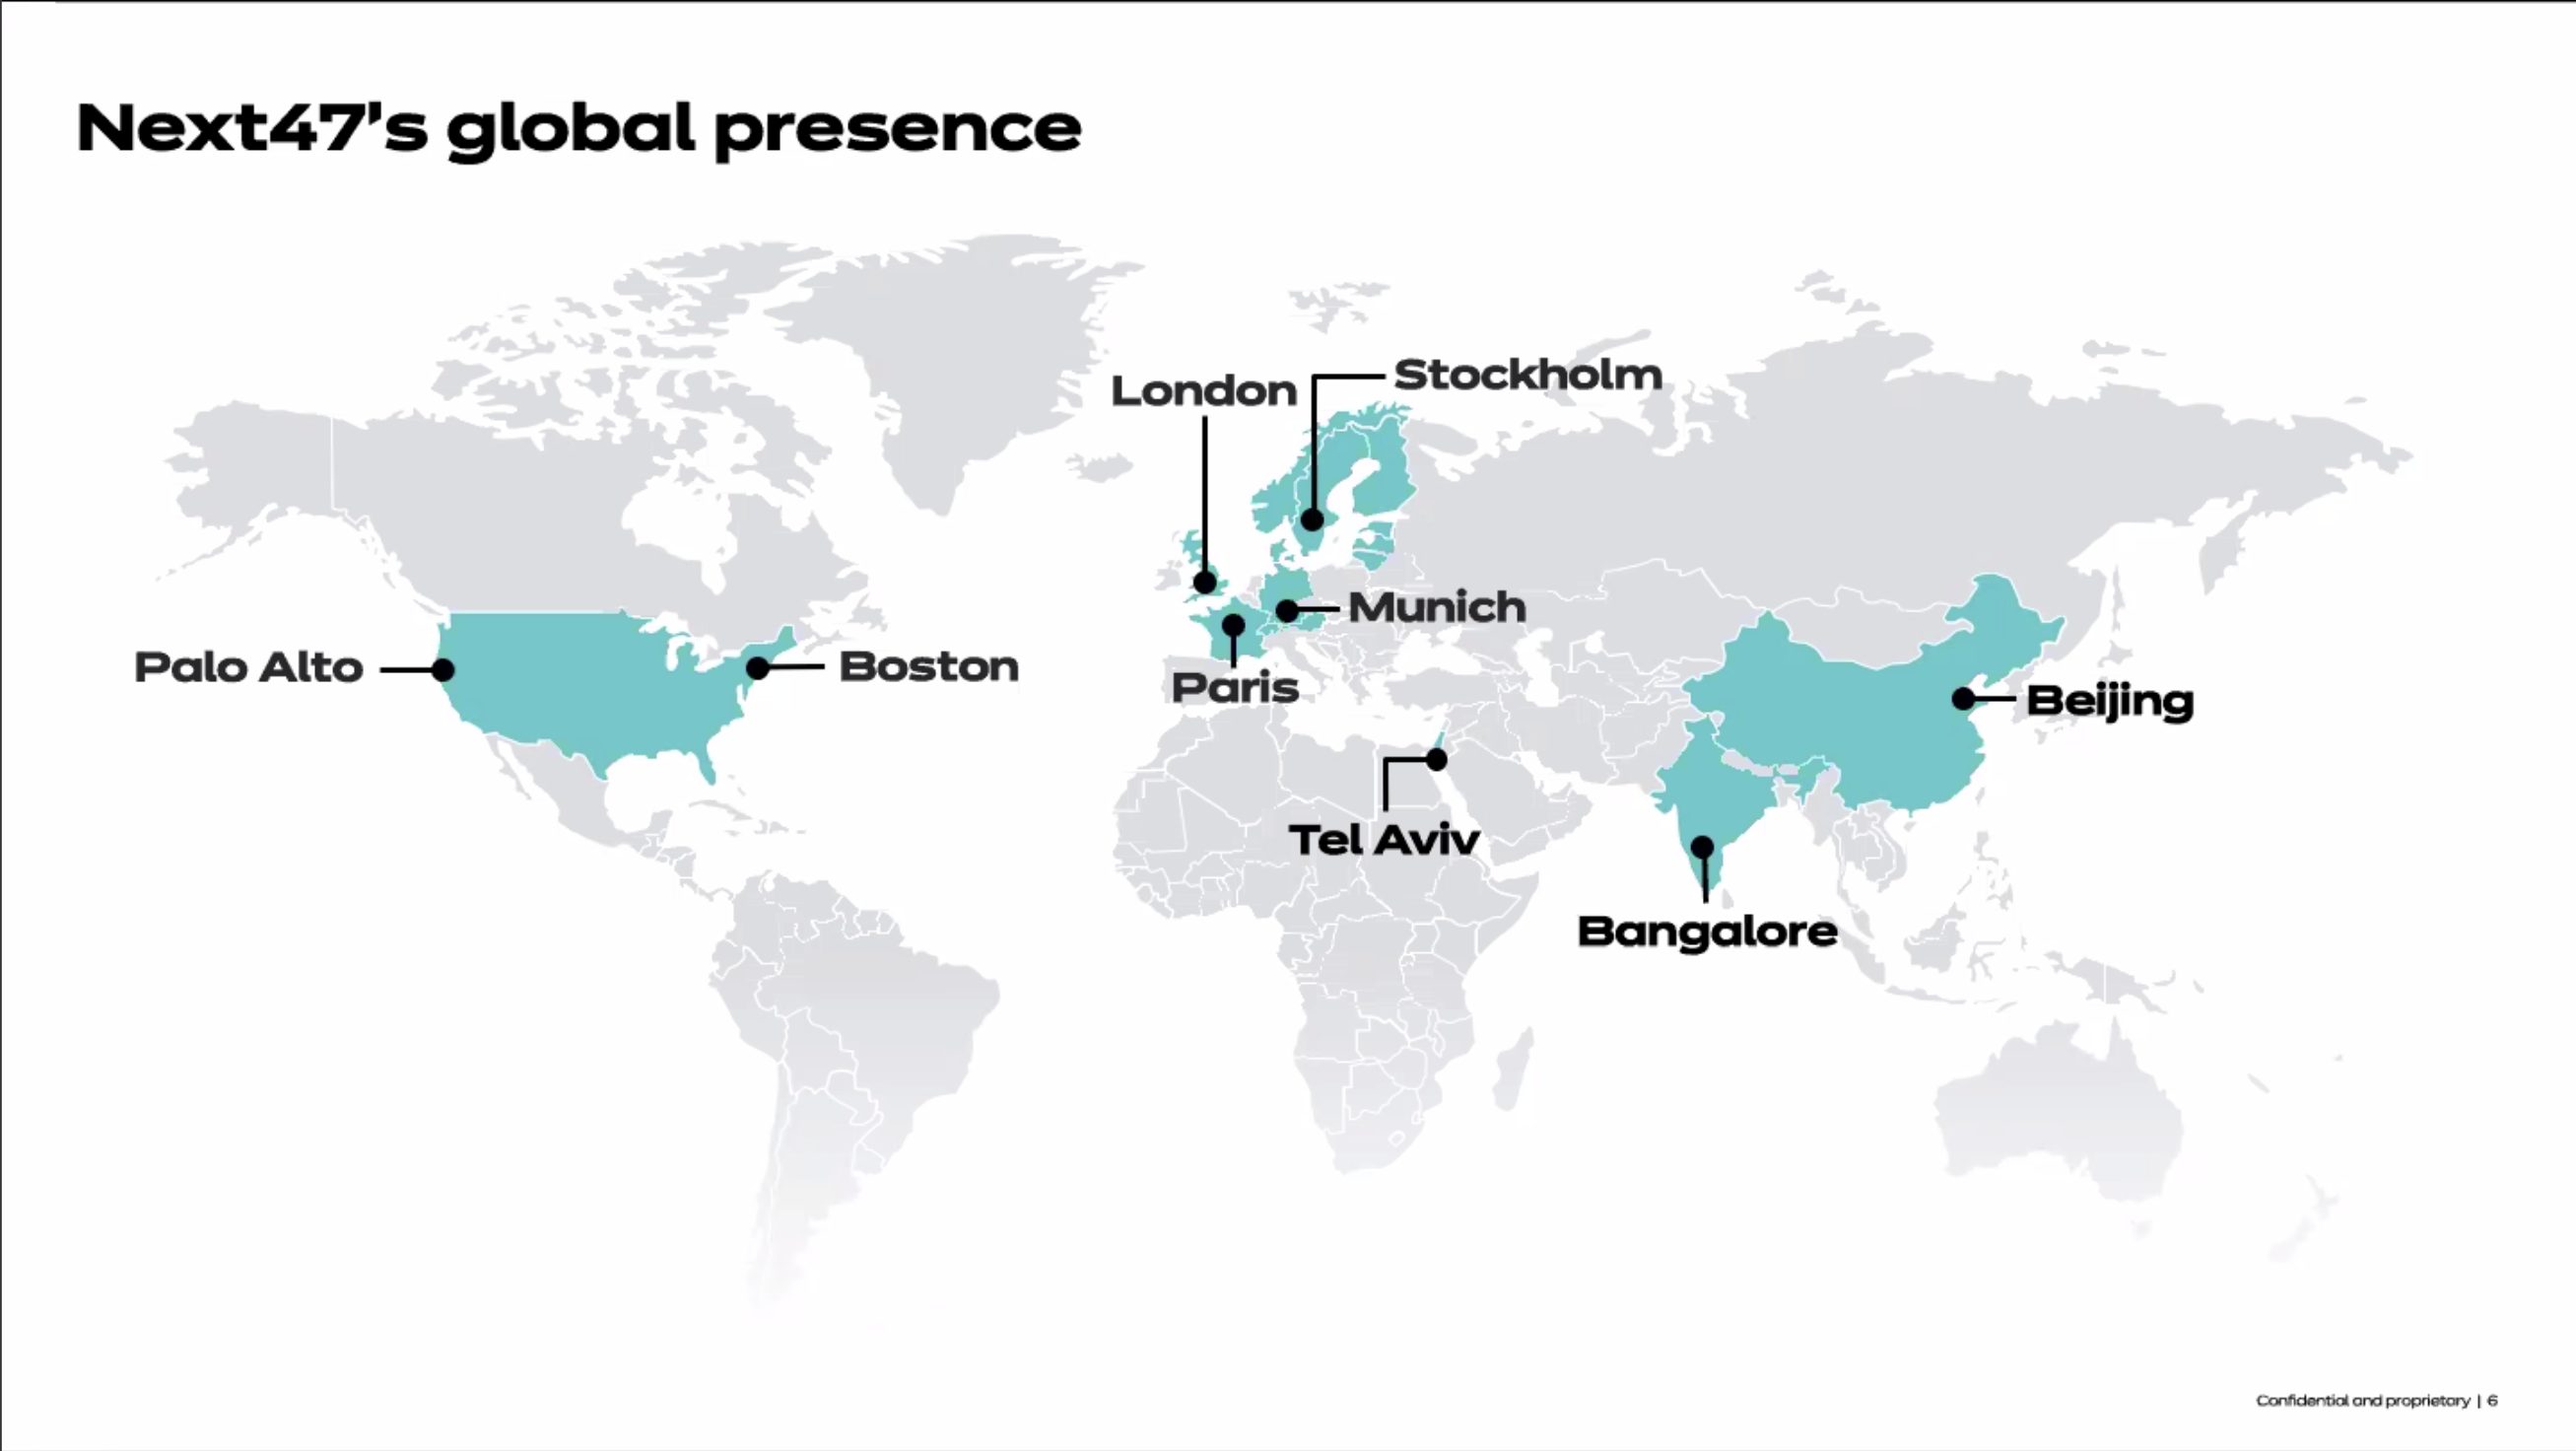 Next47's global presence
London
Stockholm
Munich
Palo Alto
Boston
Paris
Beijing
Tel Aviv
Bangalore
Confidential and proprietary | 6